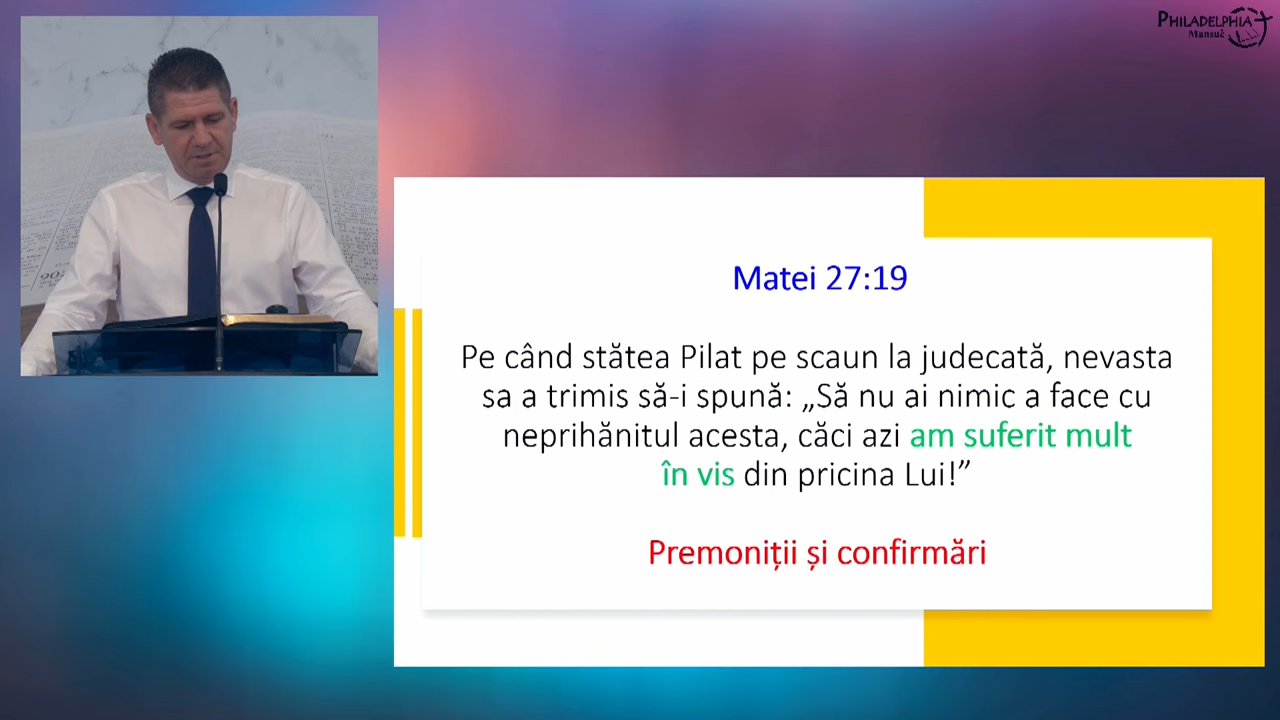 PHILADELPHIA
Mansuè
Matei 27:19
Pe când stătea Pilat pe scaun la judecată, nevasta
sa a trimis să-i spună: „Să nu ai nimic a face cu
neprihănitul acesta, căci azi am suferit mult
în vis din pricina Lui!”
Premoniții și confirmări